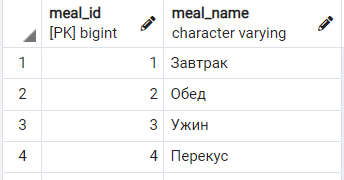 meal_id meal_name
[PK] bigint character varying
1 1 Завтрак
2 2 Обед
3 3 Ужин
4 4 Перекус